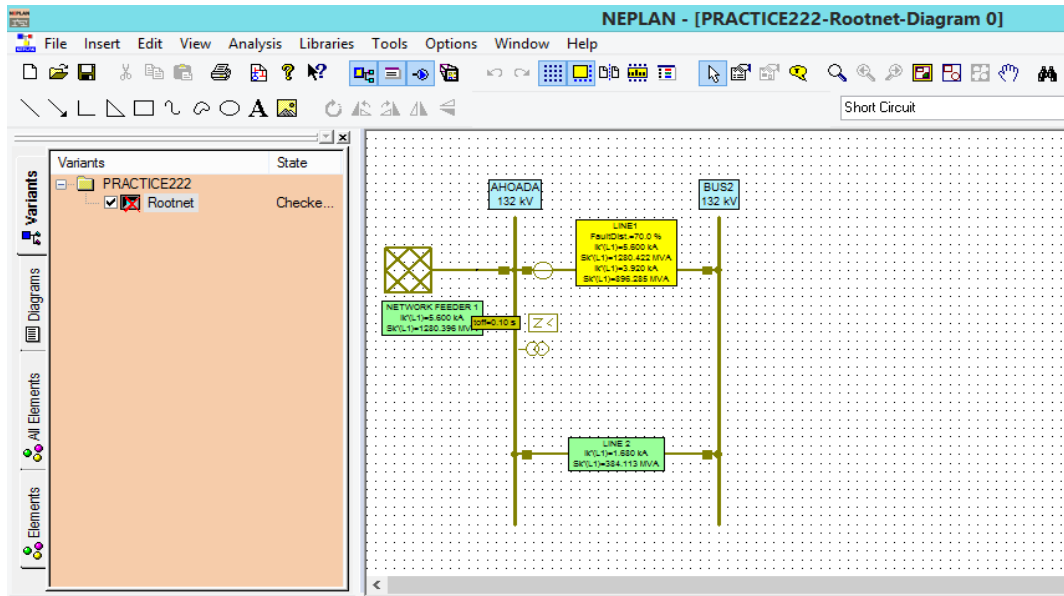 NEPLAN
NEPLAN - [PRACTICE222-Rootnet-Diagram 0]
File Insert Edit View Analysis Libraries Tools Options Window Help
Short Circuit
Variants State
PRACTICE222
Rootnet Checke...
Variants
Diagrams
All Elements
Elements
AHOADA
132 kV
BUS2
132 kV
LINE1
FaultDist.=70.0 %
Ik'(L1)=5.600 kA
Sk'(L1)=1280.422 MVA
Ik'(L1)=3.920 kA
Sk'(L1)=896.285 MVA
NETWORK FEEDER 1
Ik'(L1)=5.600 kA
Sk'(L1)=1280.396 MV
toff=0.10 s
Z <
LINE 2
Ik'(L1)=1.680 kA
Sk'(L1)=384.113 MVA